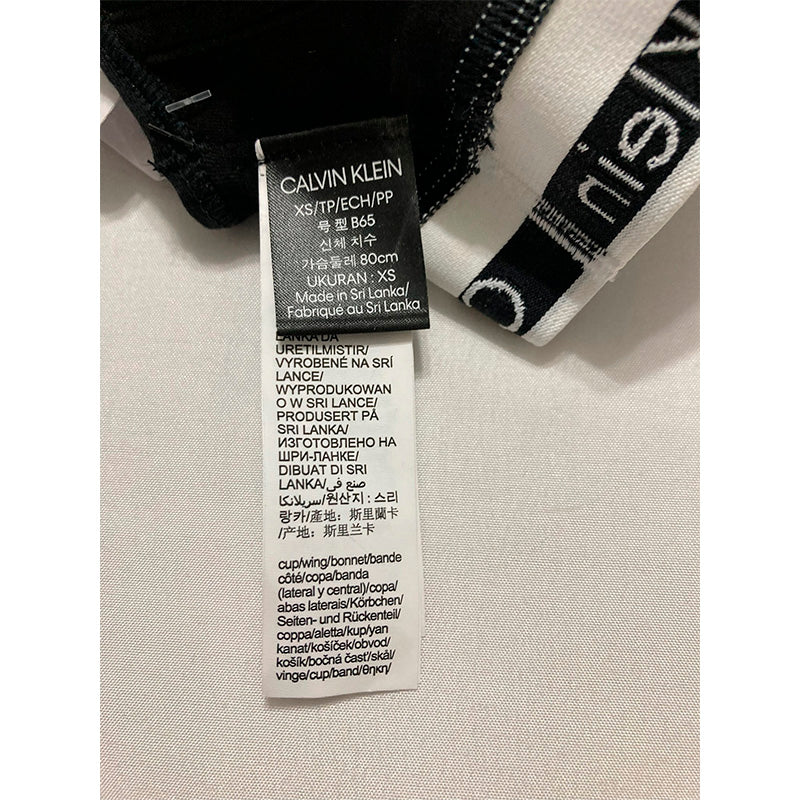 CALVIN KLEIN
XS/TP/ECH/PP
号型 B65
신체 치수
가슴둘레 80cm
UKURAN : XS
Made in Sri Lanka/
Fabriqué au Sri Lanka
LANKA'DA
URETILMISTIR/
VYROBENÉ NA SRÍ
LANCE/
WYPRODUKOWAN
O W SRI LANCE/
PRODUSERT PÅ
SRI LANKA/
ИЗГОТОВЛЕНО НА
ШРИ-ЛАНКЕ/
DIBUAT DI SRI
LANKA/صنع في
سريلانكا/원산지 : 스리
랑카/產地：斯里蘭卡
/产地：斯里兰卡
cup/wing/bonnet/bande
côté/copa/banda
(lateral y central)/copa/
abas laterais/Körbchen/
Seiten- und Rückenteil/
coppa/aletta/kup/yan
kanat/košíček/obvod/
košík/bočná časť/skål/
vinge/cup/band/θηκη/